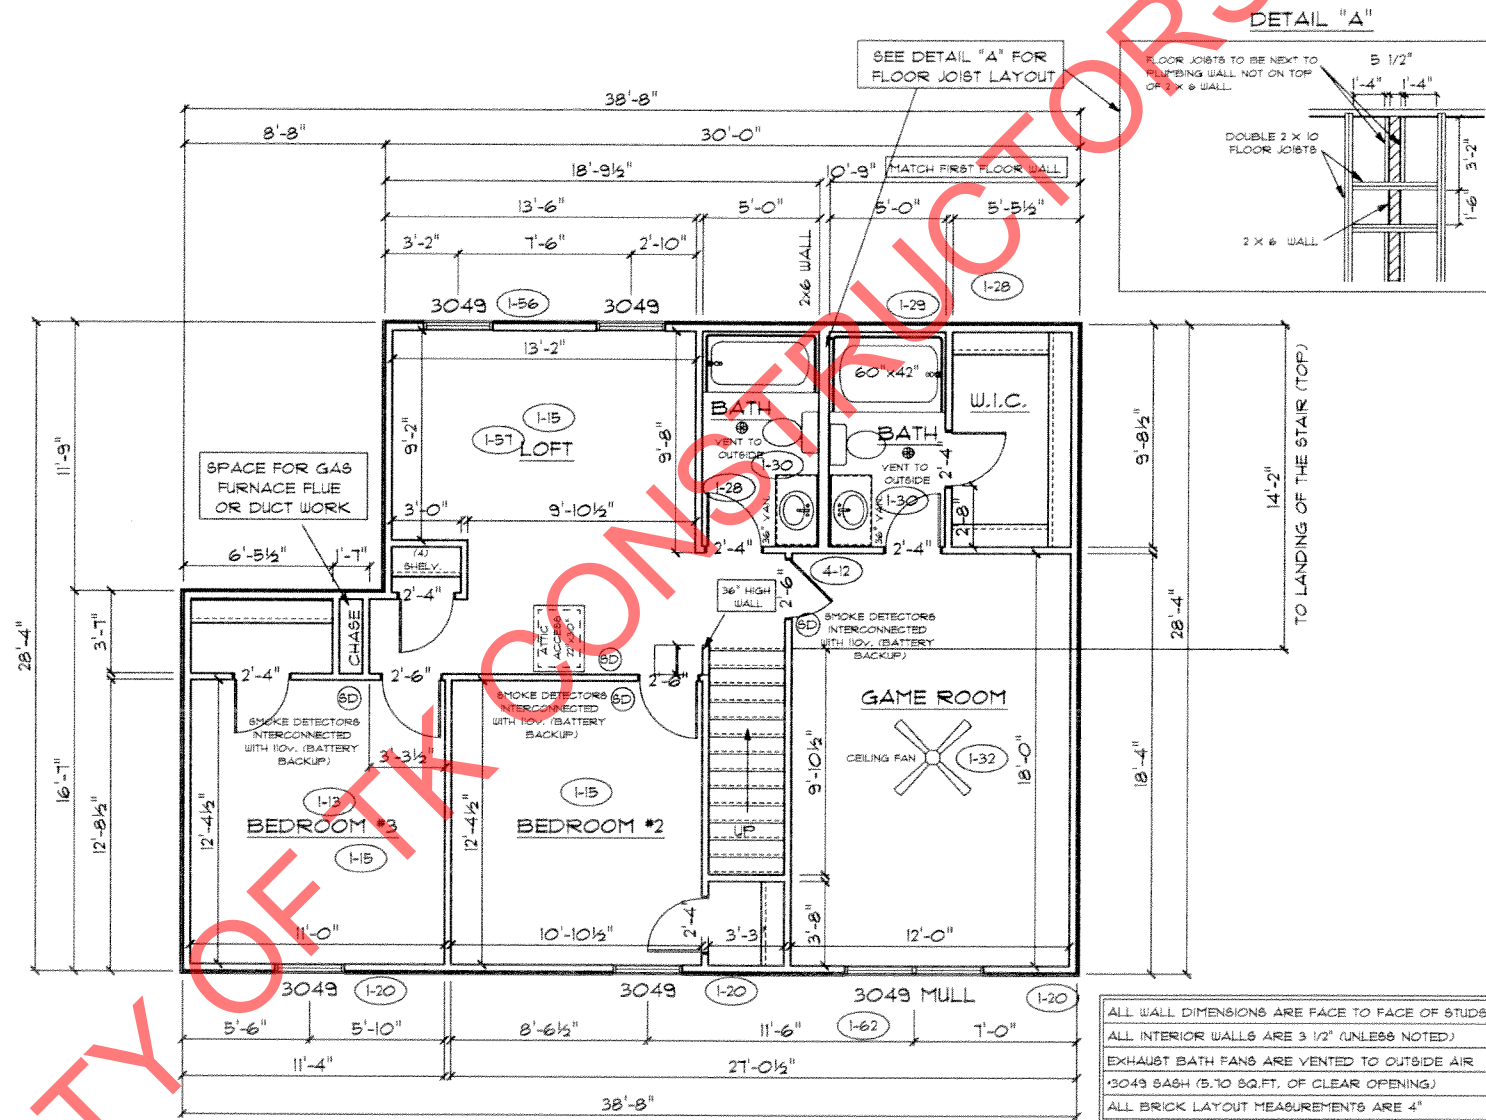 DETAIL "A"
SEE DETAIL "A" FOR
FLOOR JOIST LAYOUT
FLOOR JOISTS TO BE NEXT TO
PLUMBING WALL NOT ON TOP
OF 2 X 6 WALL
5 1/2"
1'-4" 1'-4"
DOUBLE 2 X 10
FLOOR JOISTS
3'-2"
1'-6"
2 X 6 WALL
38'-8"
8'-8" 30'-0"
18'-9½" 10'-9" MATCH FIRST FLOOR WALL
13'-6" 5'-0" 5'-0" 5'-5½"
3'-2" 7'-6" 2'-10"
2x6 WALL
3049 1-56 3049 1-29 1-28
13'-2"
60"x42"
W.I.C.
BATH
1-15
1-57 LOFT
9'-2"
9'-8"
VENT TO
OUTSIDE
1-30
1-28
BATH
VENT TO
OUTSIDE
1-30
2'-4"
2'-8"
36" VAN.
36" VAN.
9'-8½"
14'-2"
TO LANDING OF THE STAIR (TOP)
28'-4"
18'-4"
28'-4"
11'-9"
3'-7"
16'-7"
12'-8½"
SPACE FOR GAS
FURNACE FLUE
OR DUCT WORK
3'-0" 9'-10½"
6'-5½" 1'-7"
(4)
SHELV.
2'-4" 2'-4" 2'-4"
4-12
2'-6"
36" HIGH
WALL
CHASE
ATTIC
ACCESS
22"x30"
SD
SD
SMOKE DETECTORS
INTERCONNECTED
WITH 110v. (BATTERY
BACKUP)
2'-4" 2'-6" 2'-6"
SD
SMOKE DETECTORS
INTERCONNECTED
WITH 110v. (BATTERY
BACKUP)
SMOKE DETECTORS
INTERCONNECTED
WITH 110v. (BATTERY
BACKUP)
SD
3'-3½"
GAME ROOM
CEILING FAN 1-32
9'-10½"
18'-0"
1-13
BEDROOM #3
1-15
12'-4½"
1-15
BEDROOM #2
12'-4½"
UP
2'-4"
3'-8"
11'-0" 10'-10½" 3'-3" 12'-0"
3049 1-20 3049 1-20 3049 MULL 1-20
5'-6" 5'-10" 8'-6½" 11'-6" 1-62 7'-0"
11'-4" 27'-0½"
38'-8"
ALL WALL DIMENSIONS ARE FACE TO FACE OF STUDS
ALL INTERIOR WALLS ARE 3 1/2" (UNLESS NOTED)
EXHAUST BATH FANS ARE VENTED TO OUTSIDE AIR
*3049 SASH (5.70 SQ.FT. OF CLEAR OPENING)
ALL BRICK LAYOUT MEASUREMENTS ARE 4"
TY OF TK CONSTRUCTORS